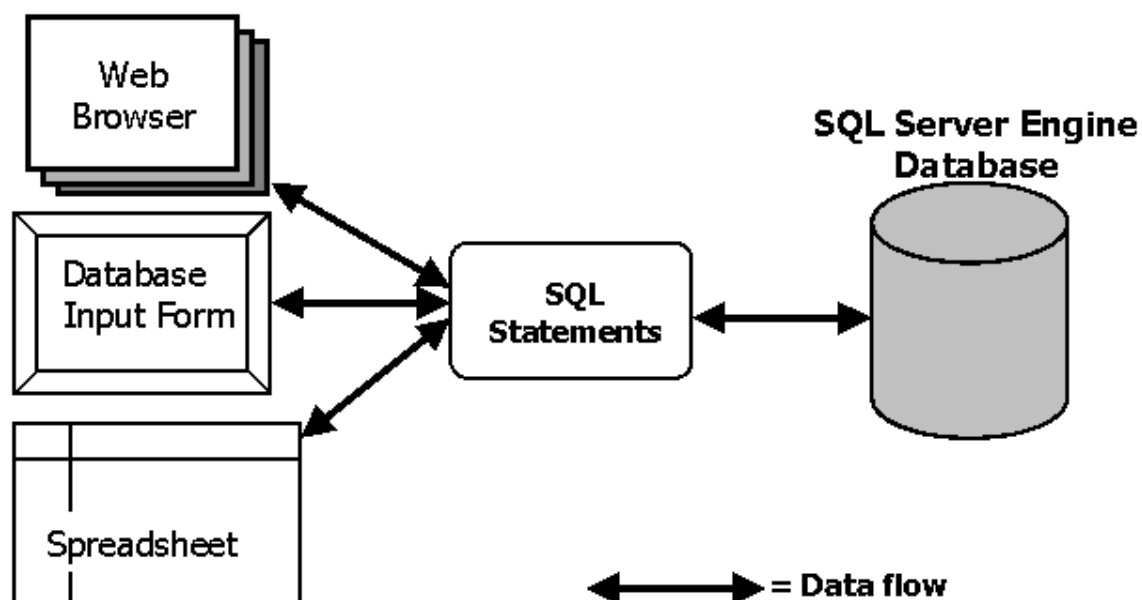 Web
Browser
SQL Server Engine
Database
Database
Input Form
SQL
Statements
Spreadsheet
= Data flow